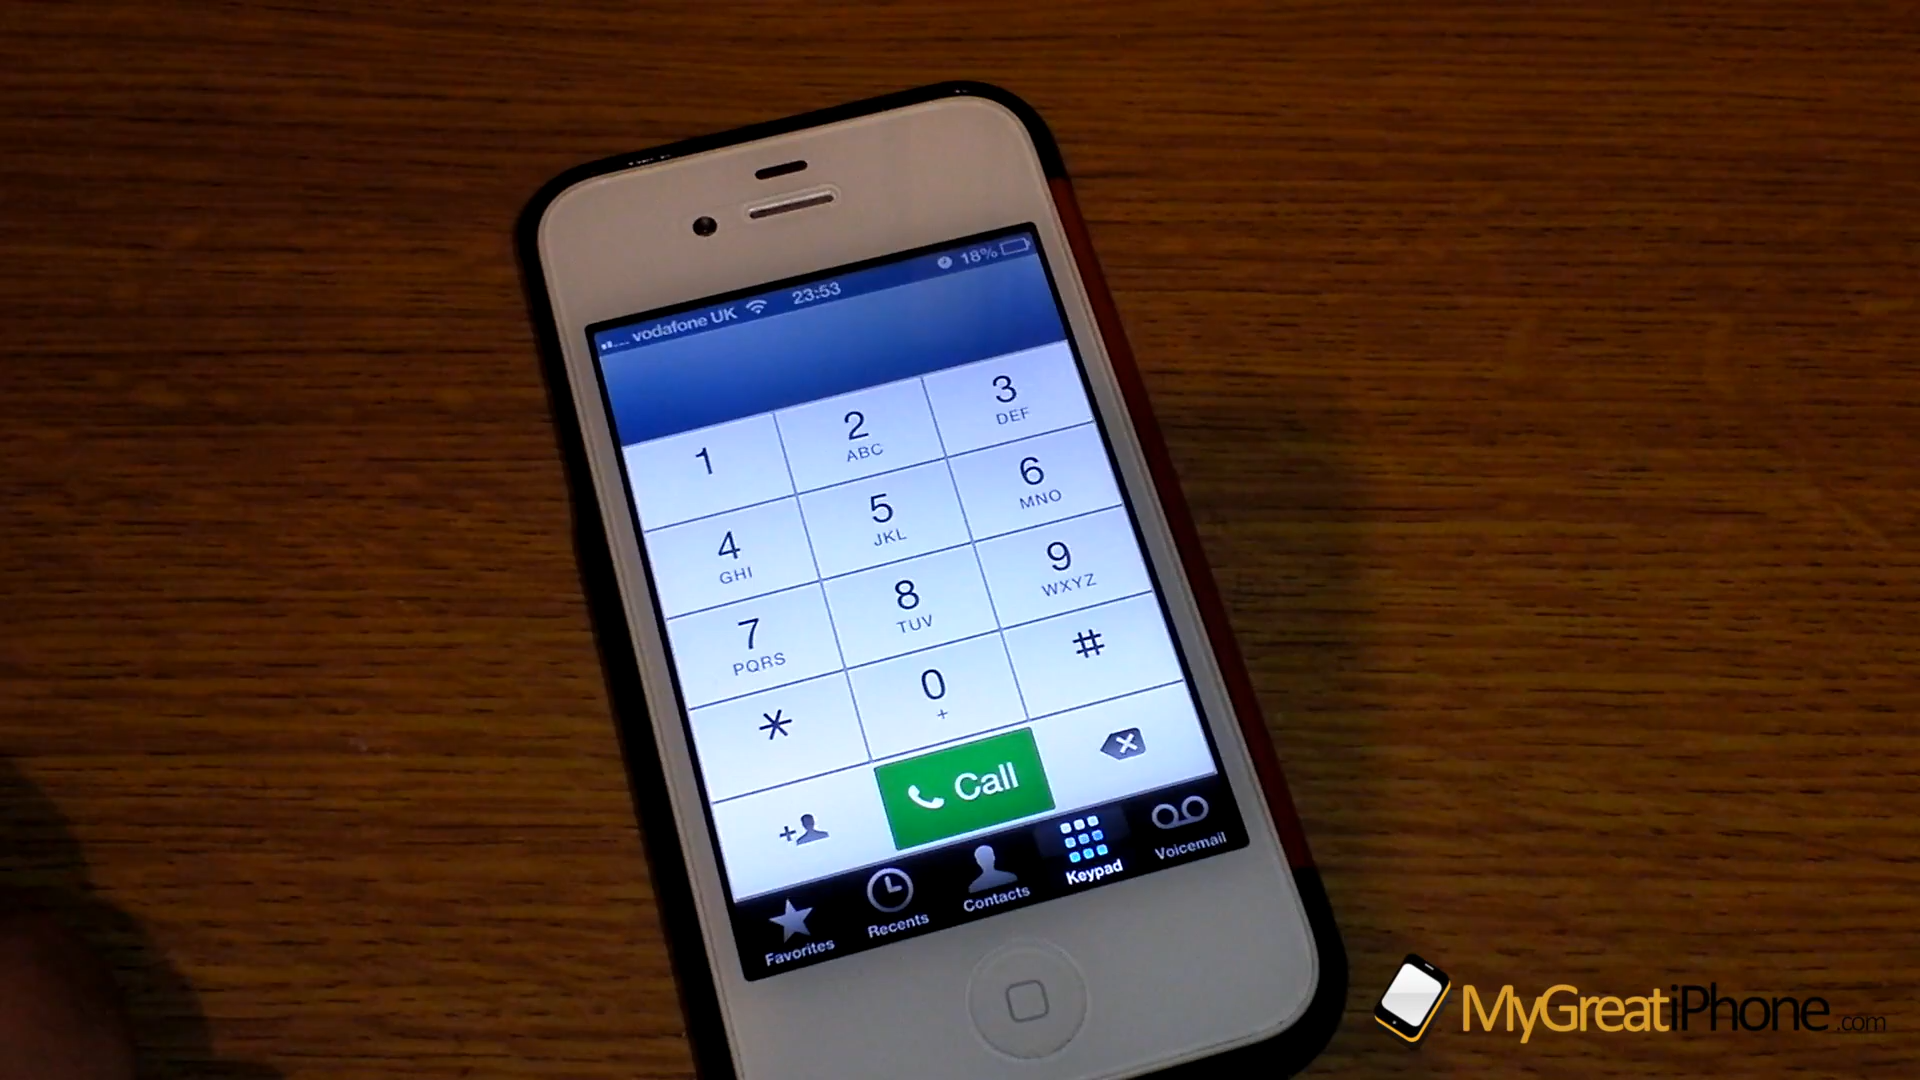 vodafone UK 23:53 18%
1
2
ABC
3
DEF
4
GHI
5
JKL
6
MNO
7
PQRS
8
TUV
9
WXYZ
*
0
+
#
Call
Favorites
Recents
Contacts
Keypad
Voicemail
MyGreatiPhone.com